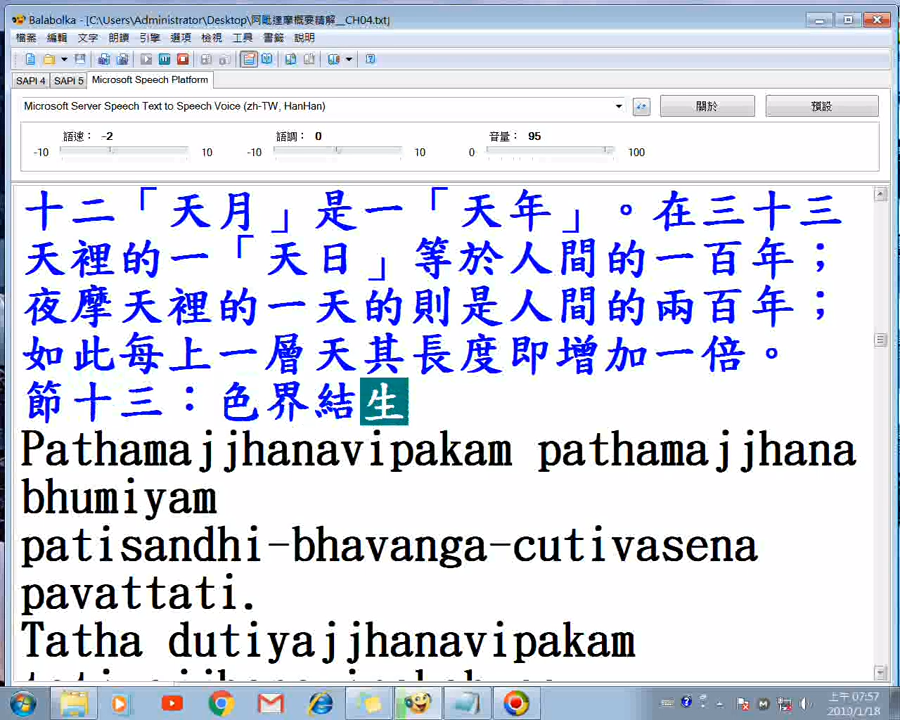 Balabolka - [C:\Users\Administrator\Desktop\阿毗達摩概要精解__CH04.txt]
檔案 編輯 文字 朗讀 引擎 選項 檢視 工具 書籤 說明
SAPI 4 SAPI 5 Microsoft Speech Platform
Microsoft Server Speech Text to Speech Voice (zh-TW, HanHan) 關於 預設
語速： -2 語調： 0 音量： 95
-10 10 -10 10 0 100
十二「天月」是一「天年」。在三十三
天裡的一「天日」等於人間的一百年；
夜摩天裡的一天的則是人間的兩百年；
如此每上一層天其長度即增加一倍。
節十三：色界結生
Pathamajjhanavipakam pathamajjhana
bhumiyam
patisandhi-bhavanga-cutivasena
pavattati.
Tatha dutiyajjhanavipakam
上午 07:57
2019/1/18